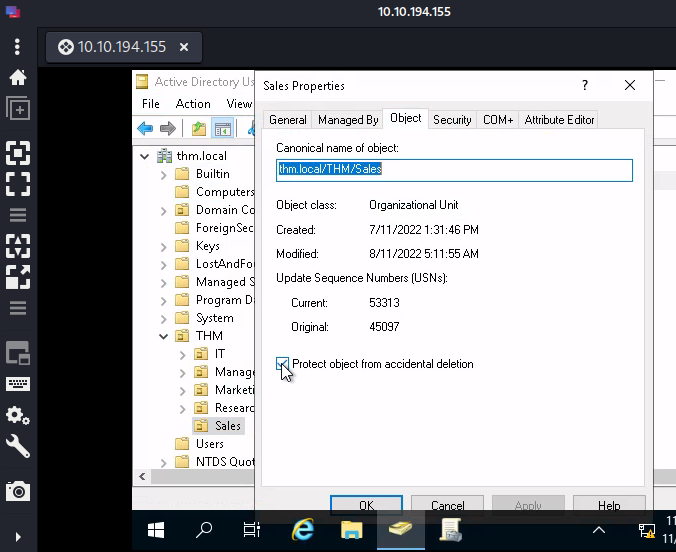 10.10.194.155
10.10.194.155
Active Directory Us
Sales Properties
?
File Action View
General Managed By Object Security COM+ Attribute Editor
thm.local
Builtin
Computers
Domain Co
ForeignSec
Keys
LostAndFou
Managed S
Program Da
System
THM
IT
Manage
Marketi
Researc
Sales
Users
NTDS Quot
Canonical name of object:
thm.local/THM/Sales
Object class: Organizational Unit
Created: 7/11/2022 1:31:46 PM
Modified: 8/11/2022 5:11:55 AM
Update Sequence Numbers (USNs):
Current: 53313
Original: 45097
Protect object from accidental deletion
OK Cancel Apply Help
11
11/